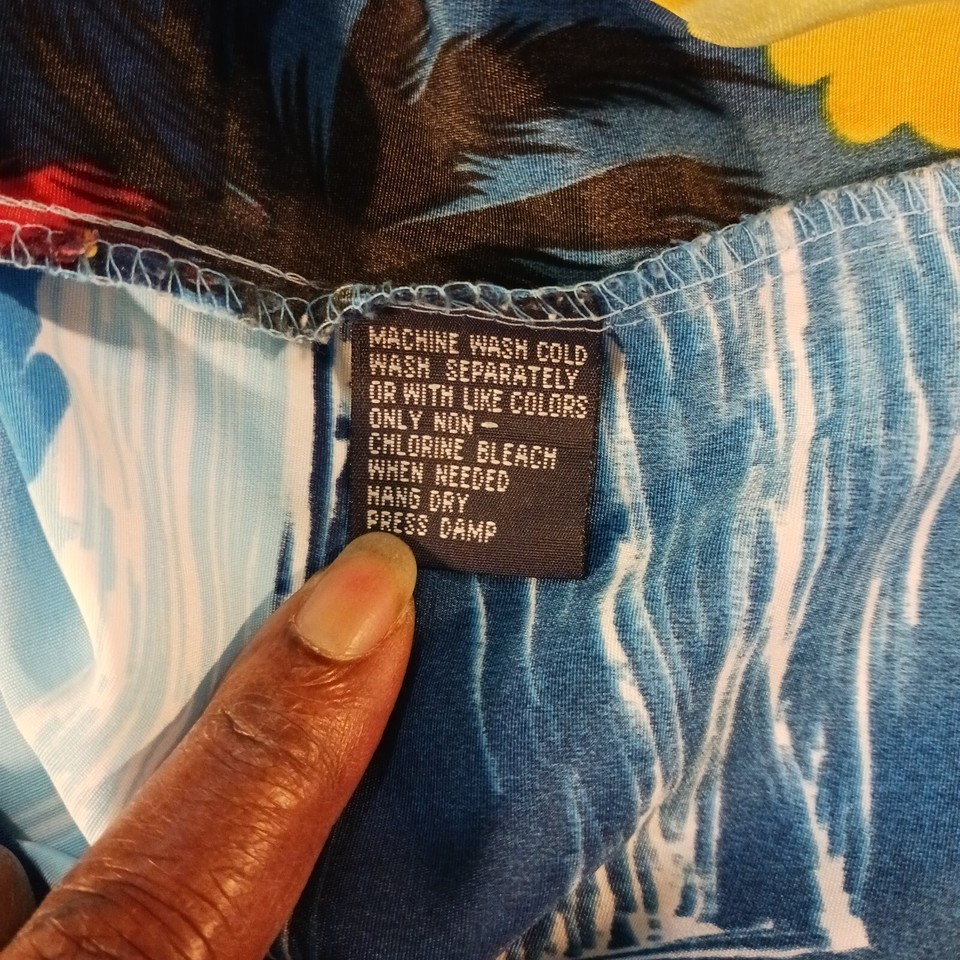 MACHINE WASH COLD
WASH SEPARATELY
OR WITH LIKE COLORS
ONLY NON -
CHLORINE BLEACH
WHEN NEEDED
HANG DRY
PRESS DAMP